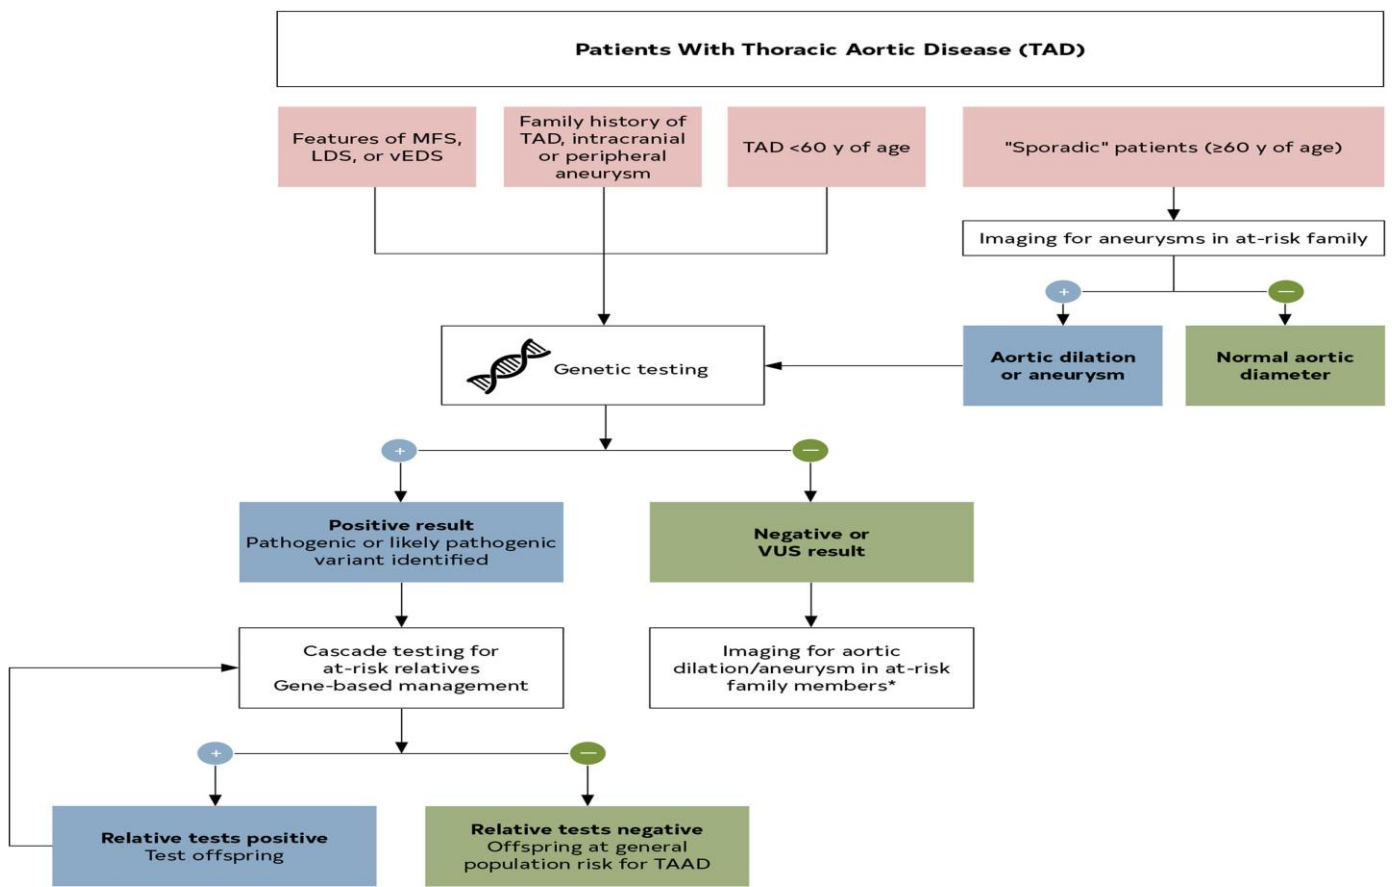 Patients With Thoracic Aortic Disease (TAD)
Features of MFS,
LDS, or vEDS
Family history of
TAD, intracranial
or peripheral
aneurysm
TAD <60 y of age
"Sporadic" patients (≥60 y of age)
Imaging for aneurysms in at-risk family
+
—
Aortic dilation
or aneurysm
Normal aortic
diameter
Genetic testing
+
—
Positive result
Pathogenic or likely pathogenic
variant identified
Negative or
VUS result
Cascade testing for
at-risk relatives
Gene-based management
Imaging for aortic
dilation/aneurysm in at-risk
family members*
+
—
Relative tests positive
Test offspring
Relative tests negative
Offspring at general
population risk for TAAD